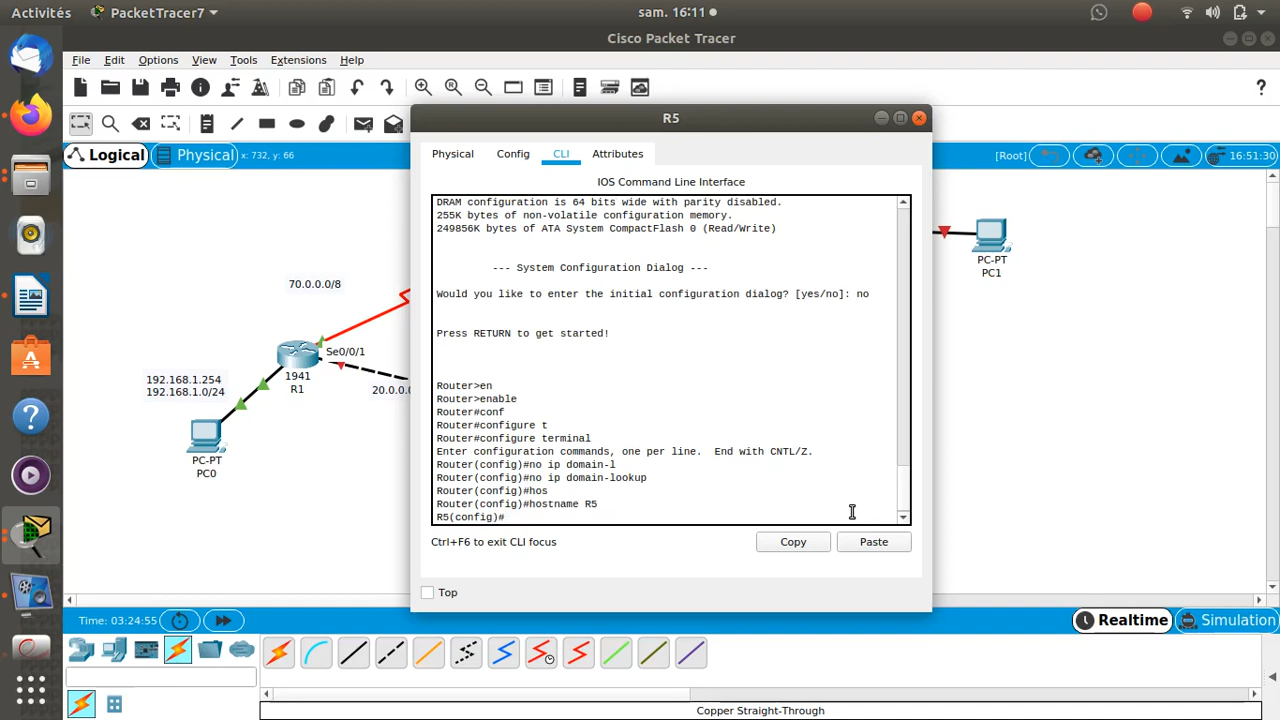 Activités
PacketTracer7
sam. 16:11
Cisco Packet Tracer
File Edit Options View Tools Extensions Help
?
Logical
Physical
x: 732, y: 66
[Root]
16:51:30
R5
Physical Config CLI Attributes
IOS Command Line Interface
DRAM configuration is 64 bits wide with parity disabled.
255K bytes of non-volatile configuration memory.
249856K bytes of ATA System CompactFlash 0 (Read/Write)
--- System Configuration Dialog ---
Would you like to enter the initial configuration dialog? [yes/no]: no
Press RETURN to get started!
Router>en
Router>enable
Router#conf
Router#configure t
Router#configure terminal
Enter configuration commands, one per line. End with CNTL/Z.
Router(config)#no ip domain-l
Router(config)#no ip domain-lookup
Router(config)#hos
Router(config)#hostname R5
R5(config)#
Ctrl+F6 to exit CLI focus
Copy
Paste
Top
70.0.0.0/8
Se0/0/1
1941
R1
20.0.0.
192.168.1.254
192.168.1.0/24
PC-PT
PC0
PC-PT
PC1
Time: 03:24:55
Realtime
Simulation
Copper Straight-Through